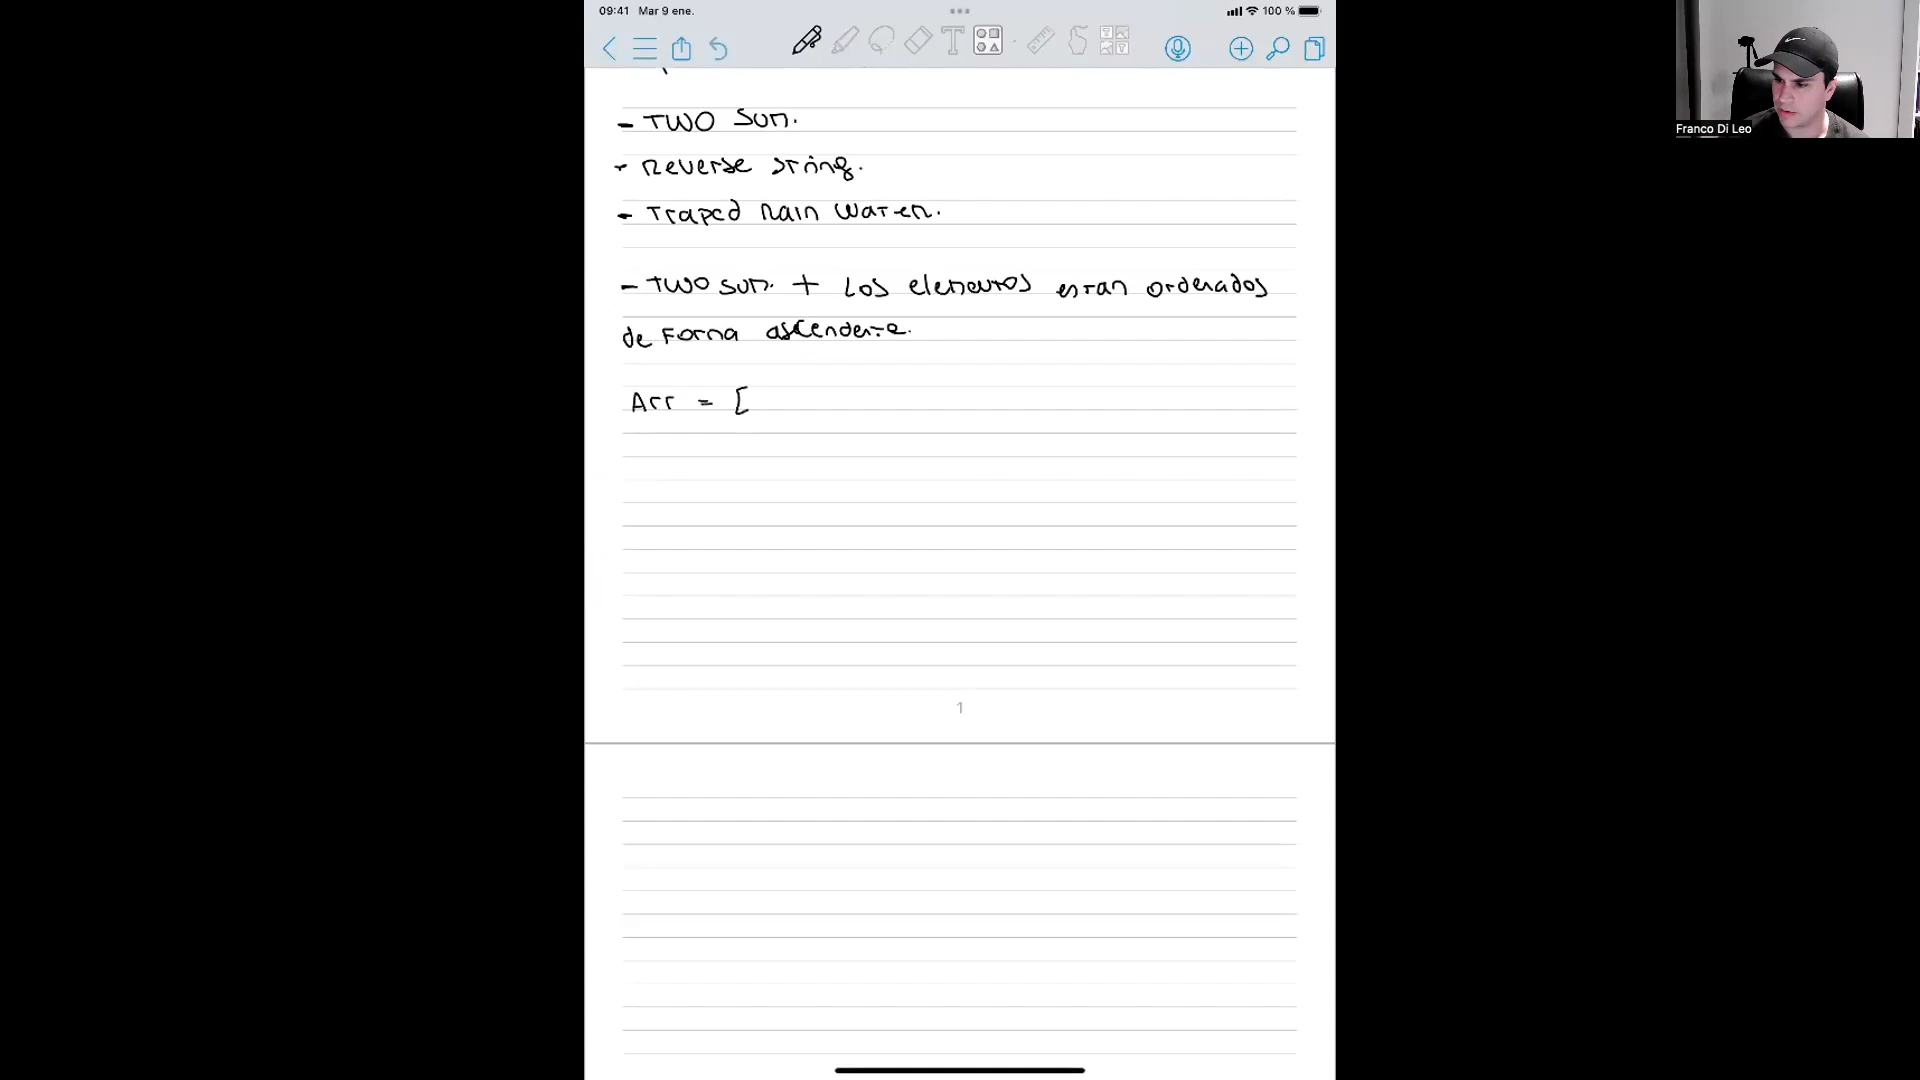 09:41 Mar 9 ene. 100 %
Franco Di Leo
- TWO Sum.
- Reverse string.
- Traped Rain Water.
- TWO sum. + Los elementos estan ordenados
de Forma ascendente.
Arr = [
1